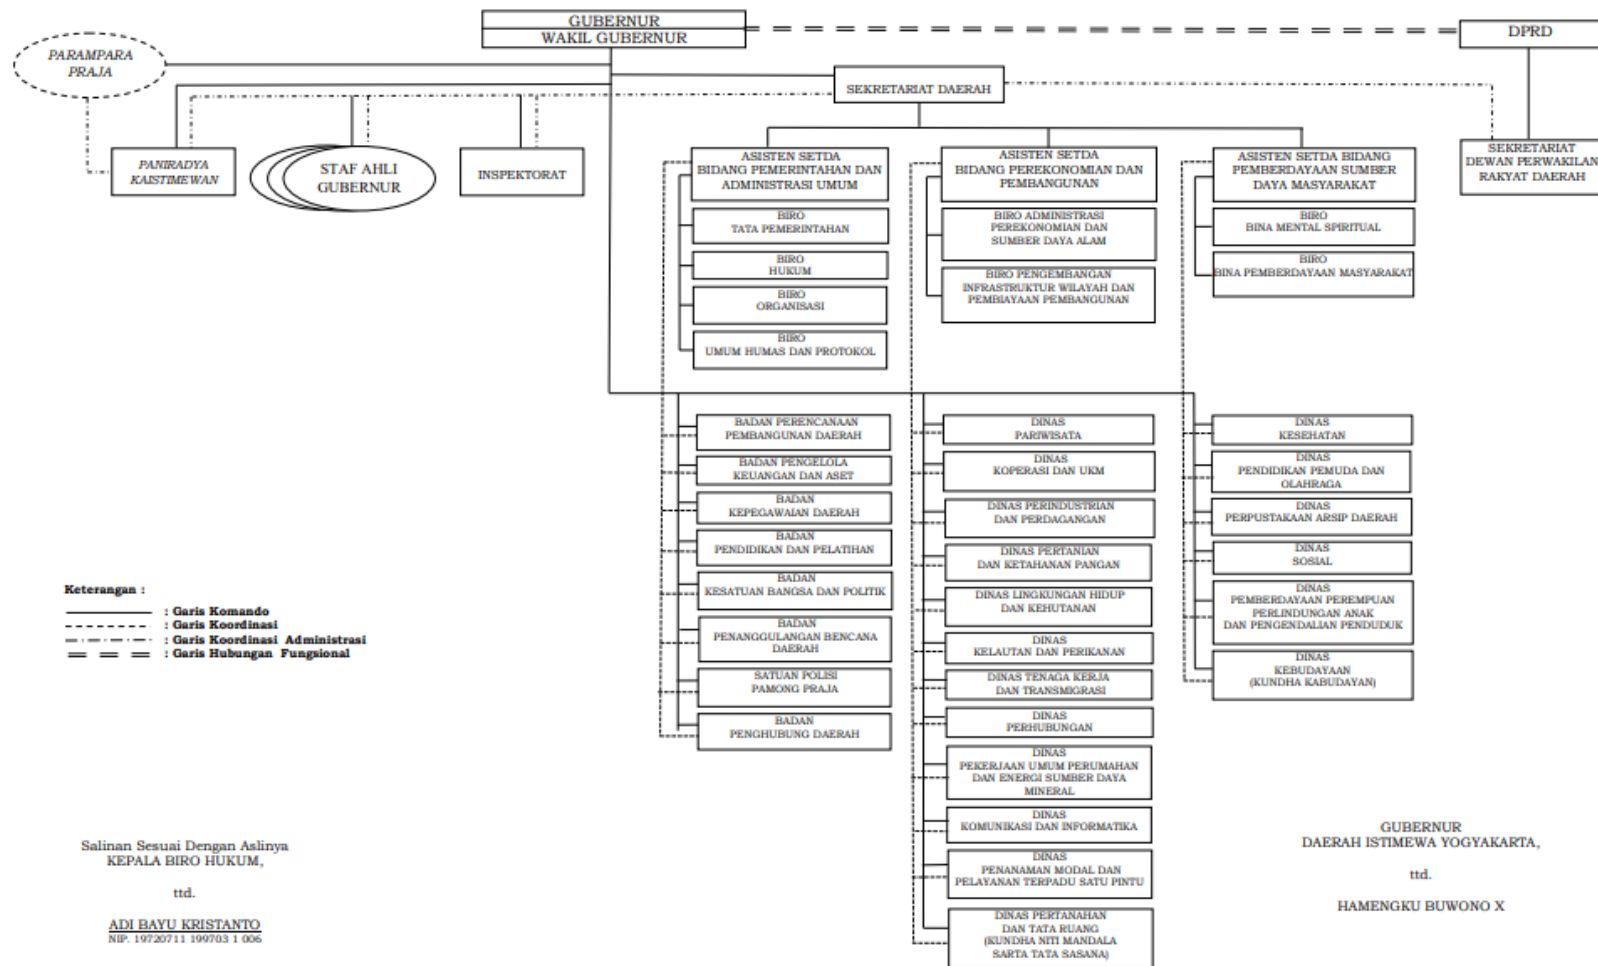 GUBERNUR
WAKIL GUBERNUR
DPRD
PARAMPARA
PRAJA
SEKRETARIAT DAERAH
PANIRADYA
KAISTIMEWAN
STAF AHLI
GUBERNUR
INSPEKTORAT
ASISTEN SETDA
BIDANG PEMERINTAHAN DAN
ADMINISTRASI UMUM
ASISTEN SETDA
BIDANG PEREKONOMIAN DAN
PEMBANGUNAN
ASISTEN SETDA BIDANG
PEMBERDAYAAN SUMBER
DAYA MASYARAKAT
SEKRETARIAT
DEWAN PERWAKILAN
RAKYAT DAERAH
BIRO
TATA PEMERINTAHAN
BIRO
HUKUM
BIRO
ORGANISASI
BIRO
UMUM HUMAS DAN PROTOKOL
BIRO ADMINISTRASI
PEREKONOMIAN DAN
SUMBER DAYA ALAM
BIRO PENGEMBANGAN
INFRASTRUKTUR WILAYAH DAN
PEMBIAYAAN PEMBANGUNAN
BIRO
BINA MENTAL SPIRITUAL
BIRO
BINA PEMBERDAYAAN MASYARAKAT
BADAN PERENCANAAN
PEMBANGUNAN DAERAH
BADAN PENGELOLA
KEUANGAN DAN ASET
BADAN
KEPEGAWAIAN DAERAH
BADAN
PENDIDIKAN DAN PELATIHAN
BADAN
KESATUAN BANGSA DAN POLITIK
BADAN
PENANGGULANGAN BENCANA
DAERAH
SATUAN POLISI
PAMONG PRAJA
BADAN
PENGHUBUNG DAERAH
DINAS
PARIWISATA
DINAS
KOPERASI DAN UKM
DINAS PERINDUSTRIAN
DAN PERDAGANGAN
DINAS PERTANIAN
DAN KETAHANAN PANGAN
DINAS LINGKUNGAN HIDUP
DAN KEHUTANAN
DINAS
KELAUTAN DAN PERIKANAN
DINAS TENAGA KERJA
DAN TRANSMIGRASI
DINAS
PERHUBUNGAN
DINAS
PEKERJAAN UMUM PERUMAHAN
DAN ENERGI SUMBER DAYA
MINERAL
DINAS
KOMUNIKASI DAN INFORMATIKA
DINAS
PENANAMAN MODAL DAN
PELAYANAN TERPADU SATU PINTU
DINAS PERTANAHAN
DAN TATA RUANG
(KUNDHA NITI MANDALA
SARTA TATA SASANA)
DINAS
KESEHATAN
DINAS
PENDIDIKAN PEMUDA DAN
OLAHRAGA
DINAS
PERPUSTAKAAN ARSIP DAERAH
DINAS
SOSIAL
DINAS
PEMBERDAYAAN PEREMPUAN
PERLINDUNGAN ANAK
DAN PENGENDALIAN PENDUDUK
DINAS
KEBUDAYAAN
(KUNDHA KABUDAYAN)
Keterangan :
: Garis Komando
: Garis Koordinasi
: Garis Koordinasi Administrasi
: Garis Hubungan Fungsional
Salinan Sesuai Dengan Aslinya
KEPALA BIRO HUKUM,
ttd.
ADI BAYU KRISTANTO
NIP. 19720711 199703 1 006
GUBERNUR
DAERAH ISTIMEWA YOGYAKARTA,
ttd.
HAMENGKU BUWONO X